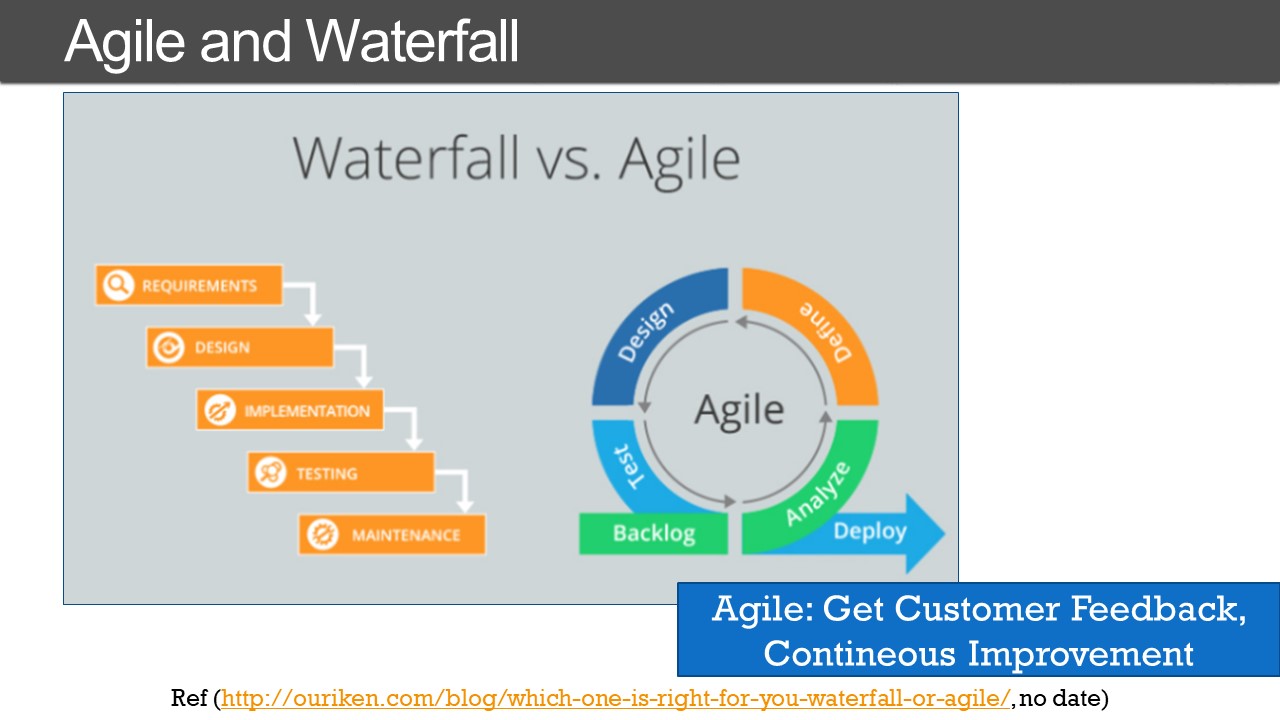 Agile and Waterfall
Waterfall vs. Agile
REQUIREMENTS
DESIGN
IMPLEMENTATION
TESTING
MAINTENANCE
Design
Define
Agile
Test
Analyze
Backlog
Deploy
Agile: Get Customer Feedback,
Contineous Improvement
Ref (http://ouriken.com/blog/which-one-is-right-for-you-waterfall-or-agile/, no date)